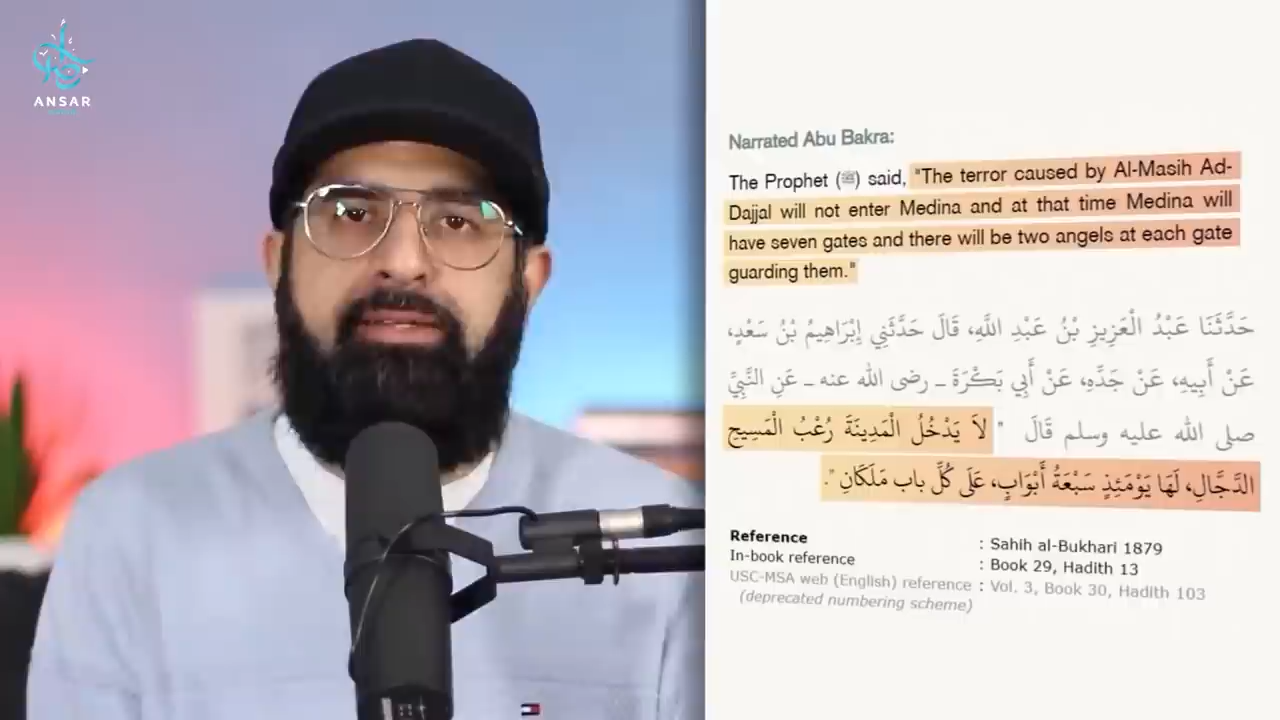 ANSAR
Narrated Abu Bakra:
The Prophet (ﷺ) said, "The terror caused by Al-Masih Ad-
Dajjal will not enter Medina and at that time Medina will
have seven gates and there will be two angels at each gate
guarding them."
حَدَّثَنَا عَبْدُ الْعَزِيزِ بْنُ عَبْدِ اللَّهِ، قَالَ حَدَّثَنِي إِبْرَاهِيمُ بْنُ سَعْدٍ،
عَنْ أَبِيهِ، عَنْ جَدِّهِ، عَنْ أَبِي بَكْرَةَ ـ رضى الله عنه ـ عَنِ النَّبِيِّ
صلى الله عليه وسلم قَالَ " لاَ يَدْخُلُ الْمَدِينَةَ رُعْبُ الْمَسِيحِ
الدَّجَّالِ، لَهَا يَوْمَئِذٍ سَبْعَةُ أَبْوَابٍ، عَلَى كُلِّ باب مَلَكَانِ ".
Reference : Sahih al-Bukhari 1879
In-book reference : Book 29, Hadith 13
USC-MSA web (English) reference : Vol. 3, Book 30, Hadith 103
(deprecated numbering scheme)